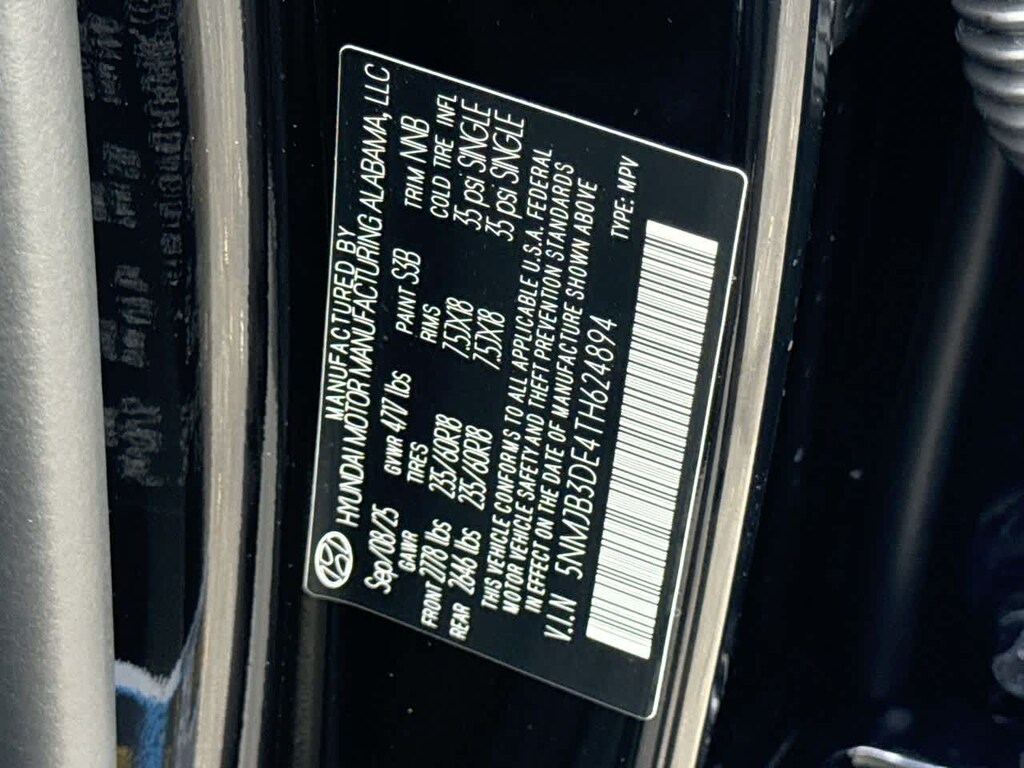 MANUFACTURED BY
HYUNDAI MOTOR MANUFACTURING ALABAMA, LLC
Sep/08/25 GVWR 4717 lbs PAINT S3B TRIM NNB
GAWR TIRES RIMS COLD TIRE INFL
FRONT 2778 lbs 235/60R18 7.5JX18 35 psi SINGLE
REAR 2646 lbs 235/60R18 7.5JX18 35 psi SINGLE
THIS VEHICLE CONFORMS TO ALL APPLICABLE U.S.A. FEDERAL
MOTOR VEHICLE SAFETY AND THEFT PREVENTION STANDARDS
IN EFFECT ON THE DATE OF MANUFACTURE SHOWN ABOVE
V.I.N 5NMJB3DE4TH624894 TYPE: MPV